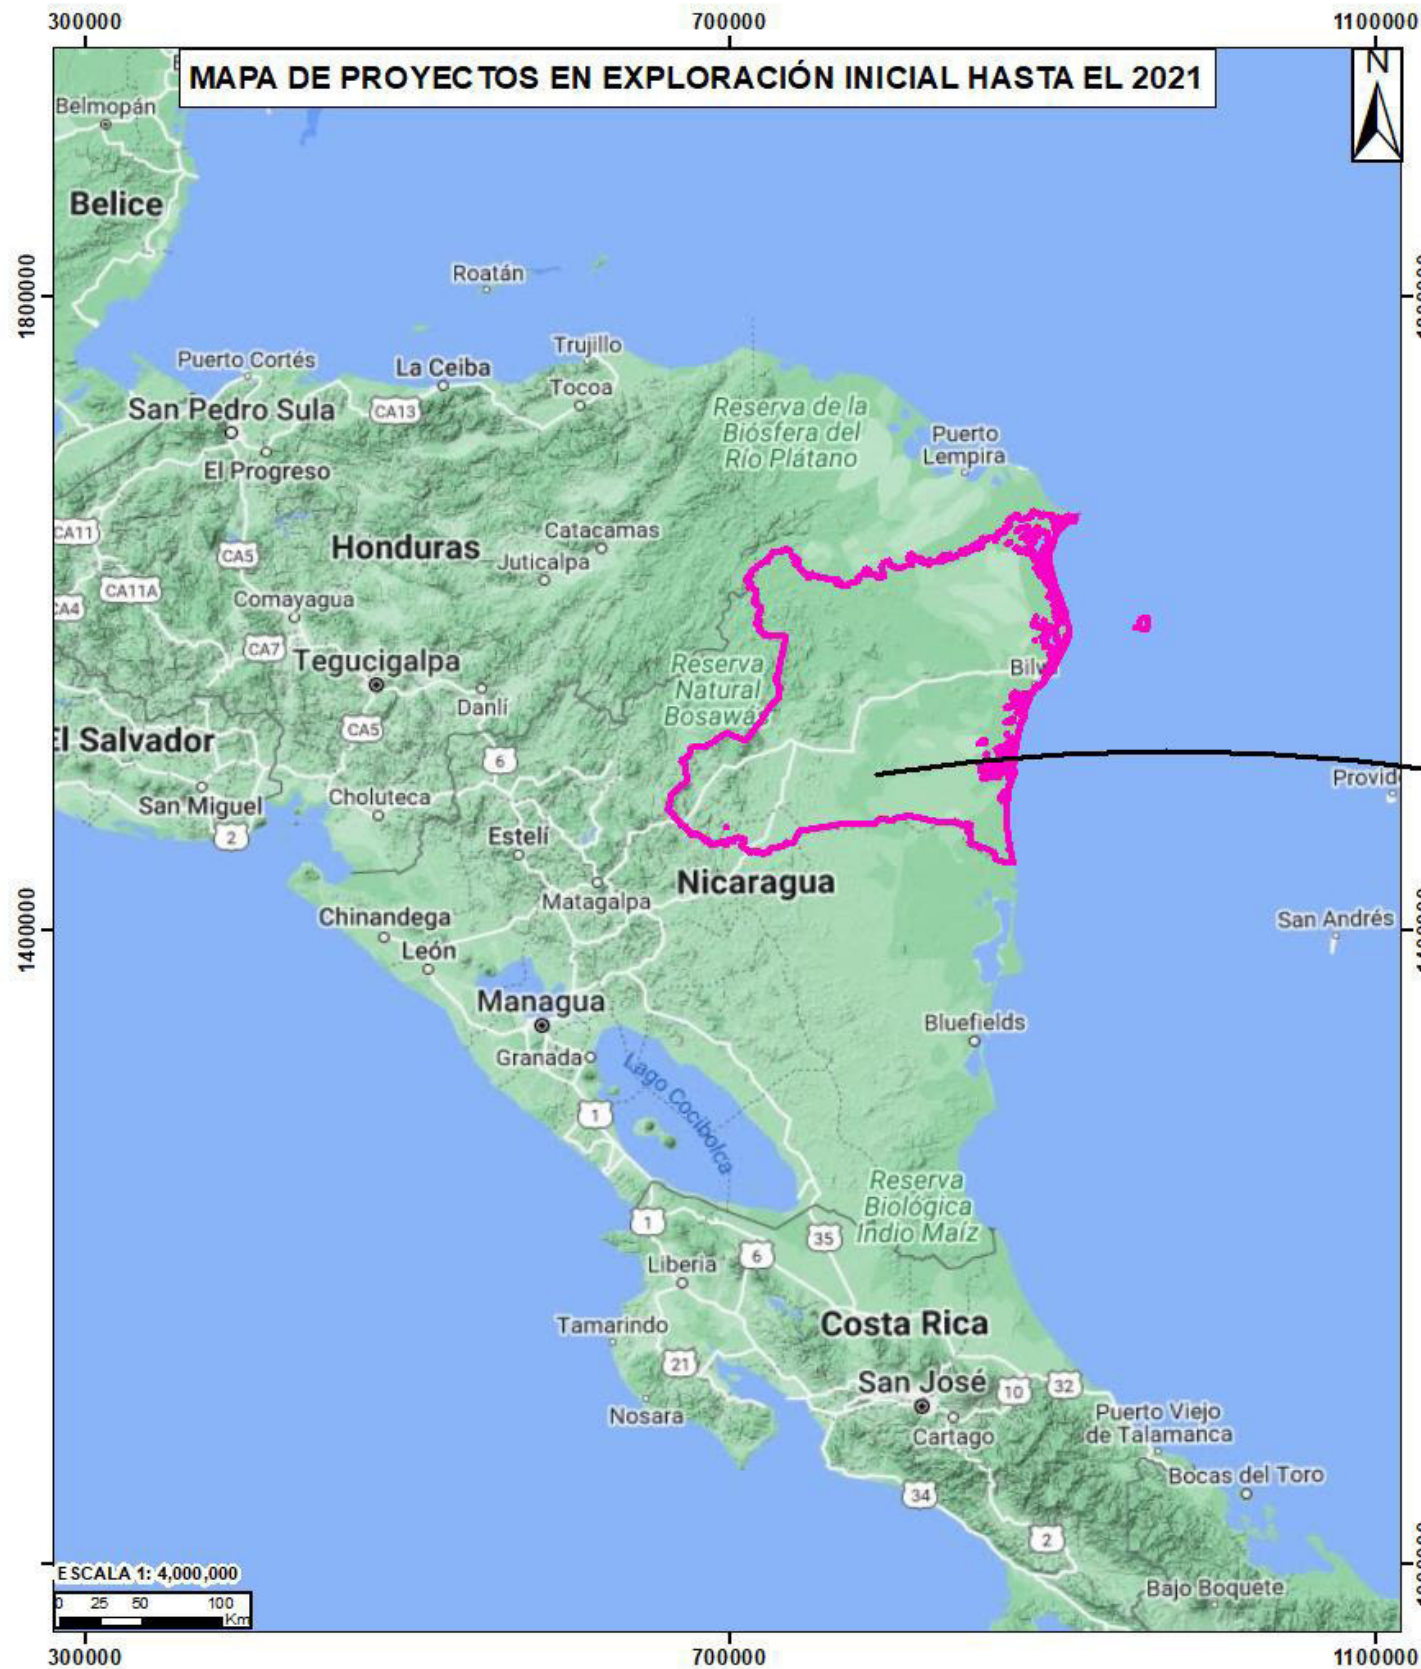 300000 700000 1100000
MAPA DE PROYECTOS EN EXPLORACIÓN INICIAL HASTA EL 2021
N
Belmopán
Belice
Roatán
1800000
Trujillo
Puerto Cortés
La Ceiba
Tocoa
San Pedro Sula
CA13
Reserva de la
Biósfera del
Río Plátano
Puerto
Lempira
El Progreso
CA11
Catacamas
Honduras
CA5
Juticalpa
CA11A
CA4
Comayagua
CA7
Tegucigalpa
Reserva
Natural
Bosawás
Danlí
CA5
El Salvador
6
San Miguel
Choluteca
2
Estelí
Nicaragua
Matagalpa
Chinandega
1400000
San Andrés
León
Managua
Bluefields
Granada
Lago Cocibolca
1
Reserva
Biológica
Indio Maíz
1
35
6
Liberia
Costa Rica
Tamarindo
21
San José
10
32
Nosara
Cartago
Puerto Viejo
de Talamanca
Bocas del Toro
34
2
ESCALA 1: 4,000,000
0 25 50 100
Km
Bajo Boquete
300000 700000 1100000